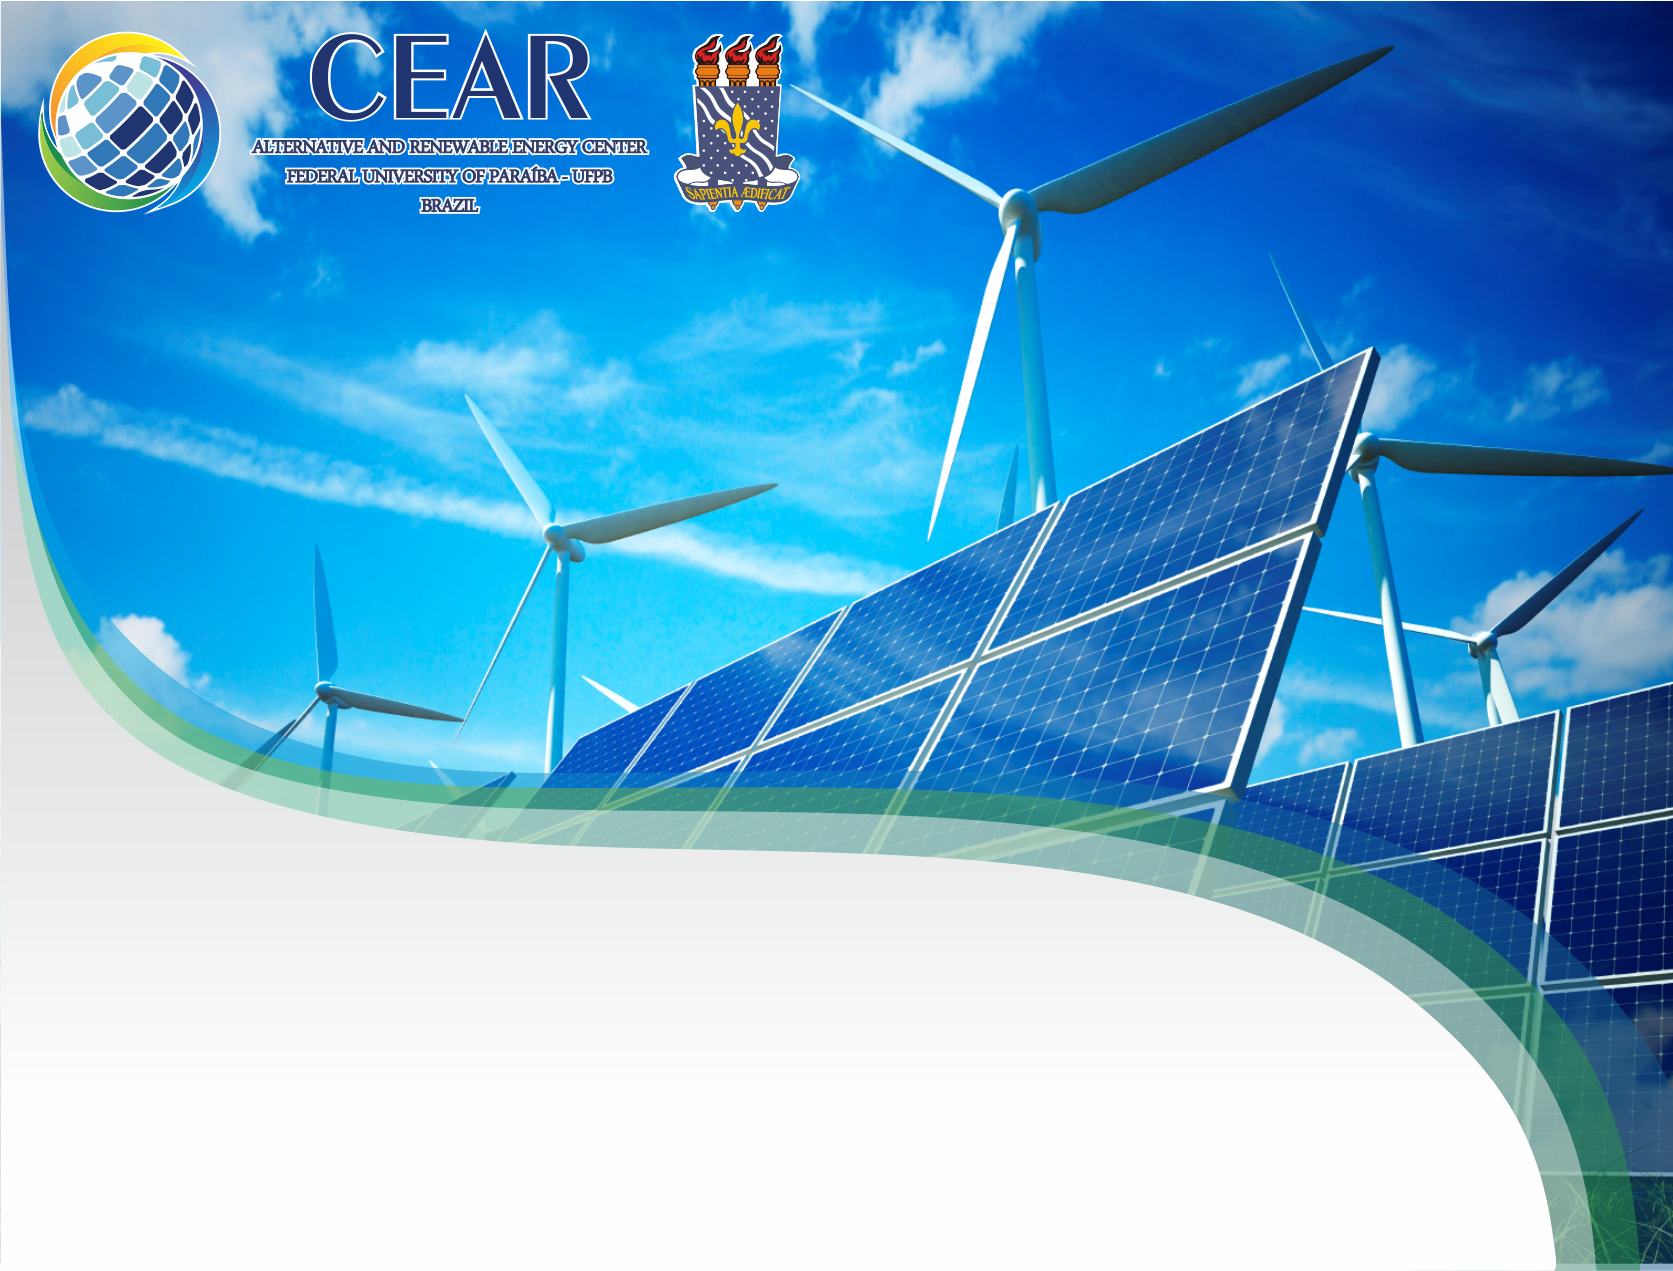 CEAR
ALTERNATIVE AND RENEWABLE ENERGY CENTER
FEDERAL UNIVERSITY OF PARAÍBA - UFPB
BRAZIL
SAPIENTIA ÆDIFICAT